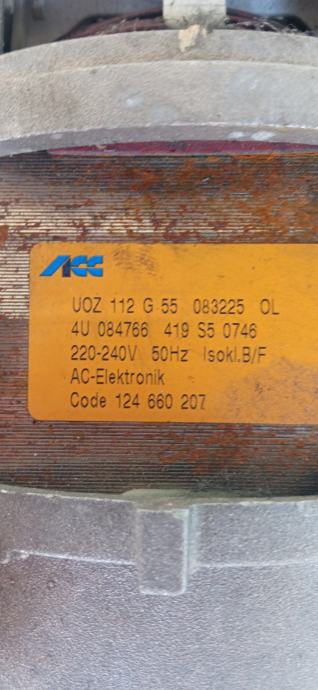 ACC
UOZ 112 G 55 083225 OL
4U 084766 419 S5 0746
220-240V 50Hz Isokl.B/F
AC-Elektronik
Code 124 660 207